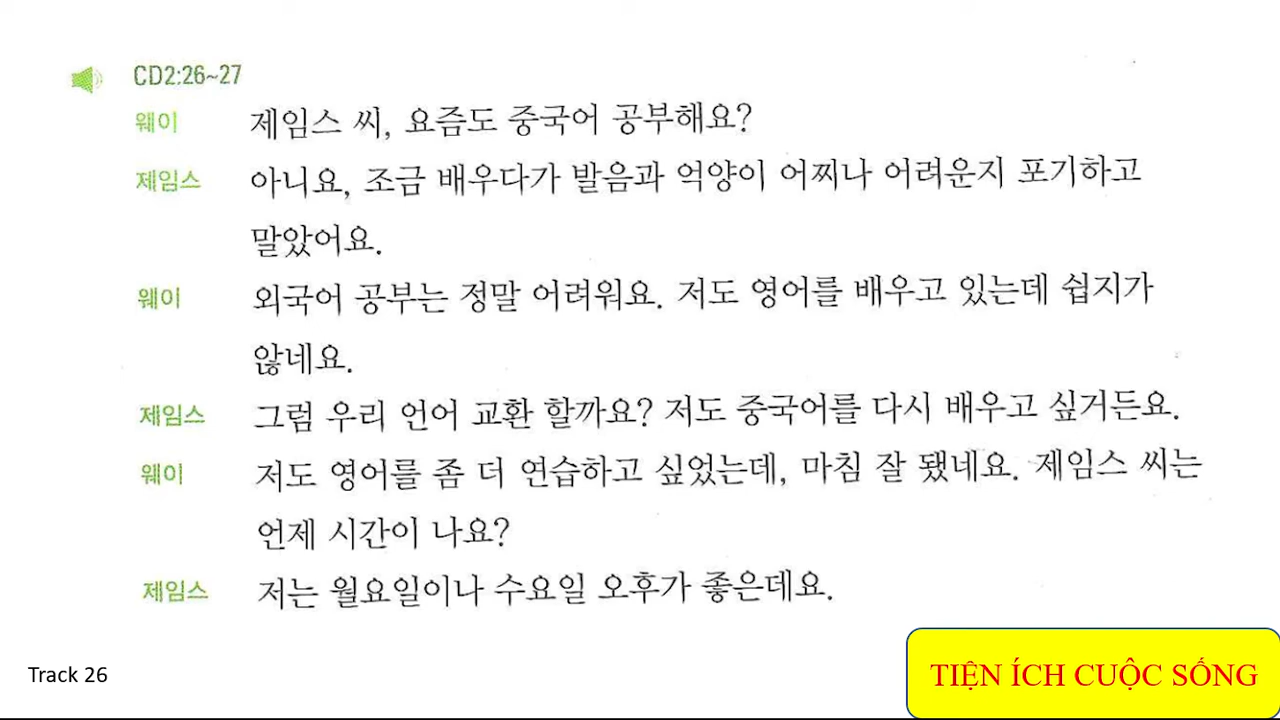 CD2:26~27
웨이 제임스 씨, 요즘도 중국어 공부해요?
제임스 아니요, 조금 배우다가 발음과 억양이 어찌나 어려운지 포기하고
말았어요.
웨이 외국어 공부는 정말 어려워요. 저도 영어를 배우고 있는데 쉽지가
않네요.
제임스 그럼 우리 언어 교환 할까요? 저도 중국어를 다시 배우고 싶거든요.
웨이 저도 영어를 좀 더 연습하고 싶었는데, 마침 잘 됐네요. 제임스 씨는
언제 시간이 나요?
제임스 저는 월요일이나 수요일 오후가 좋은데요.
Track 26
TIỆN ÍCH CUỘC SỐNG